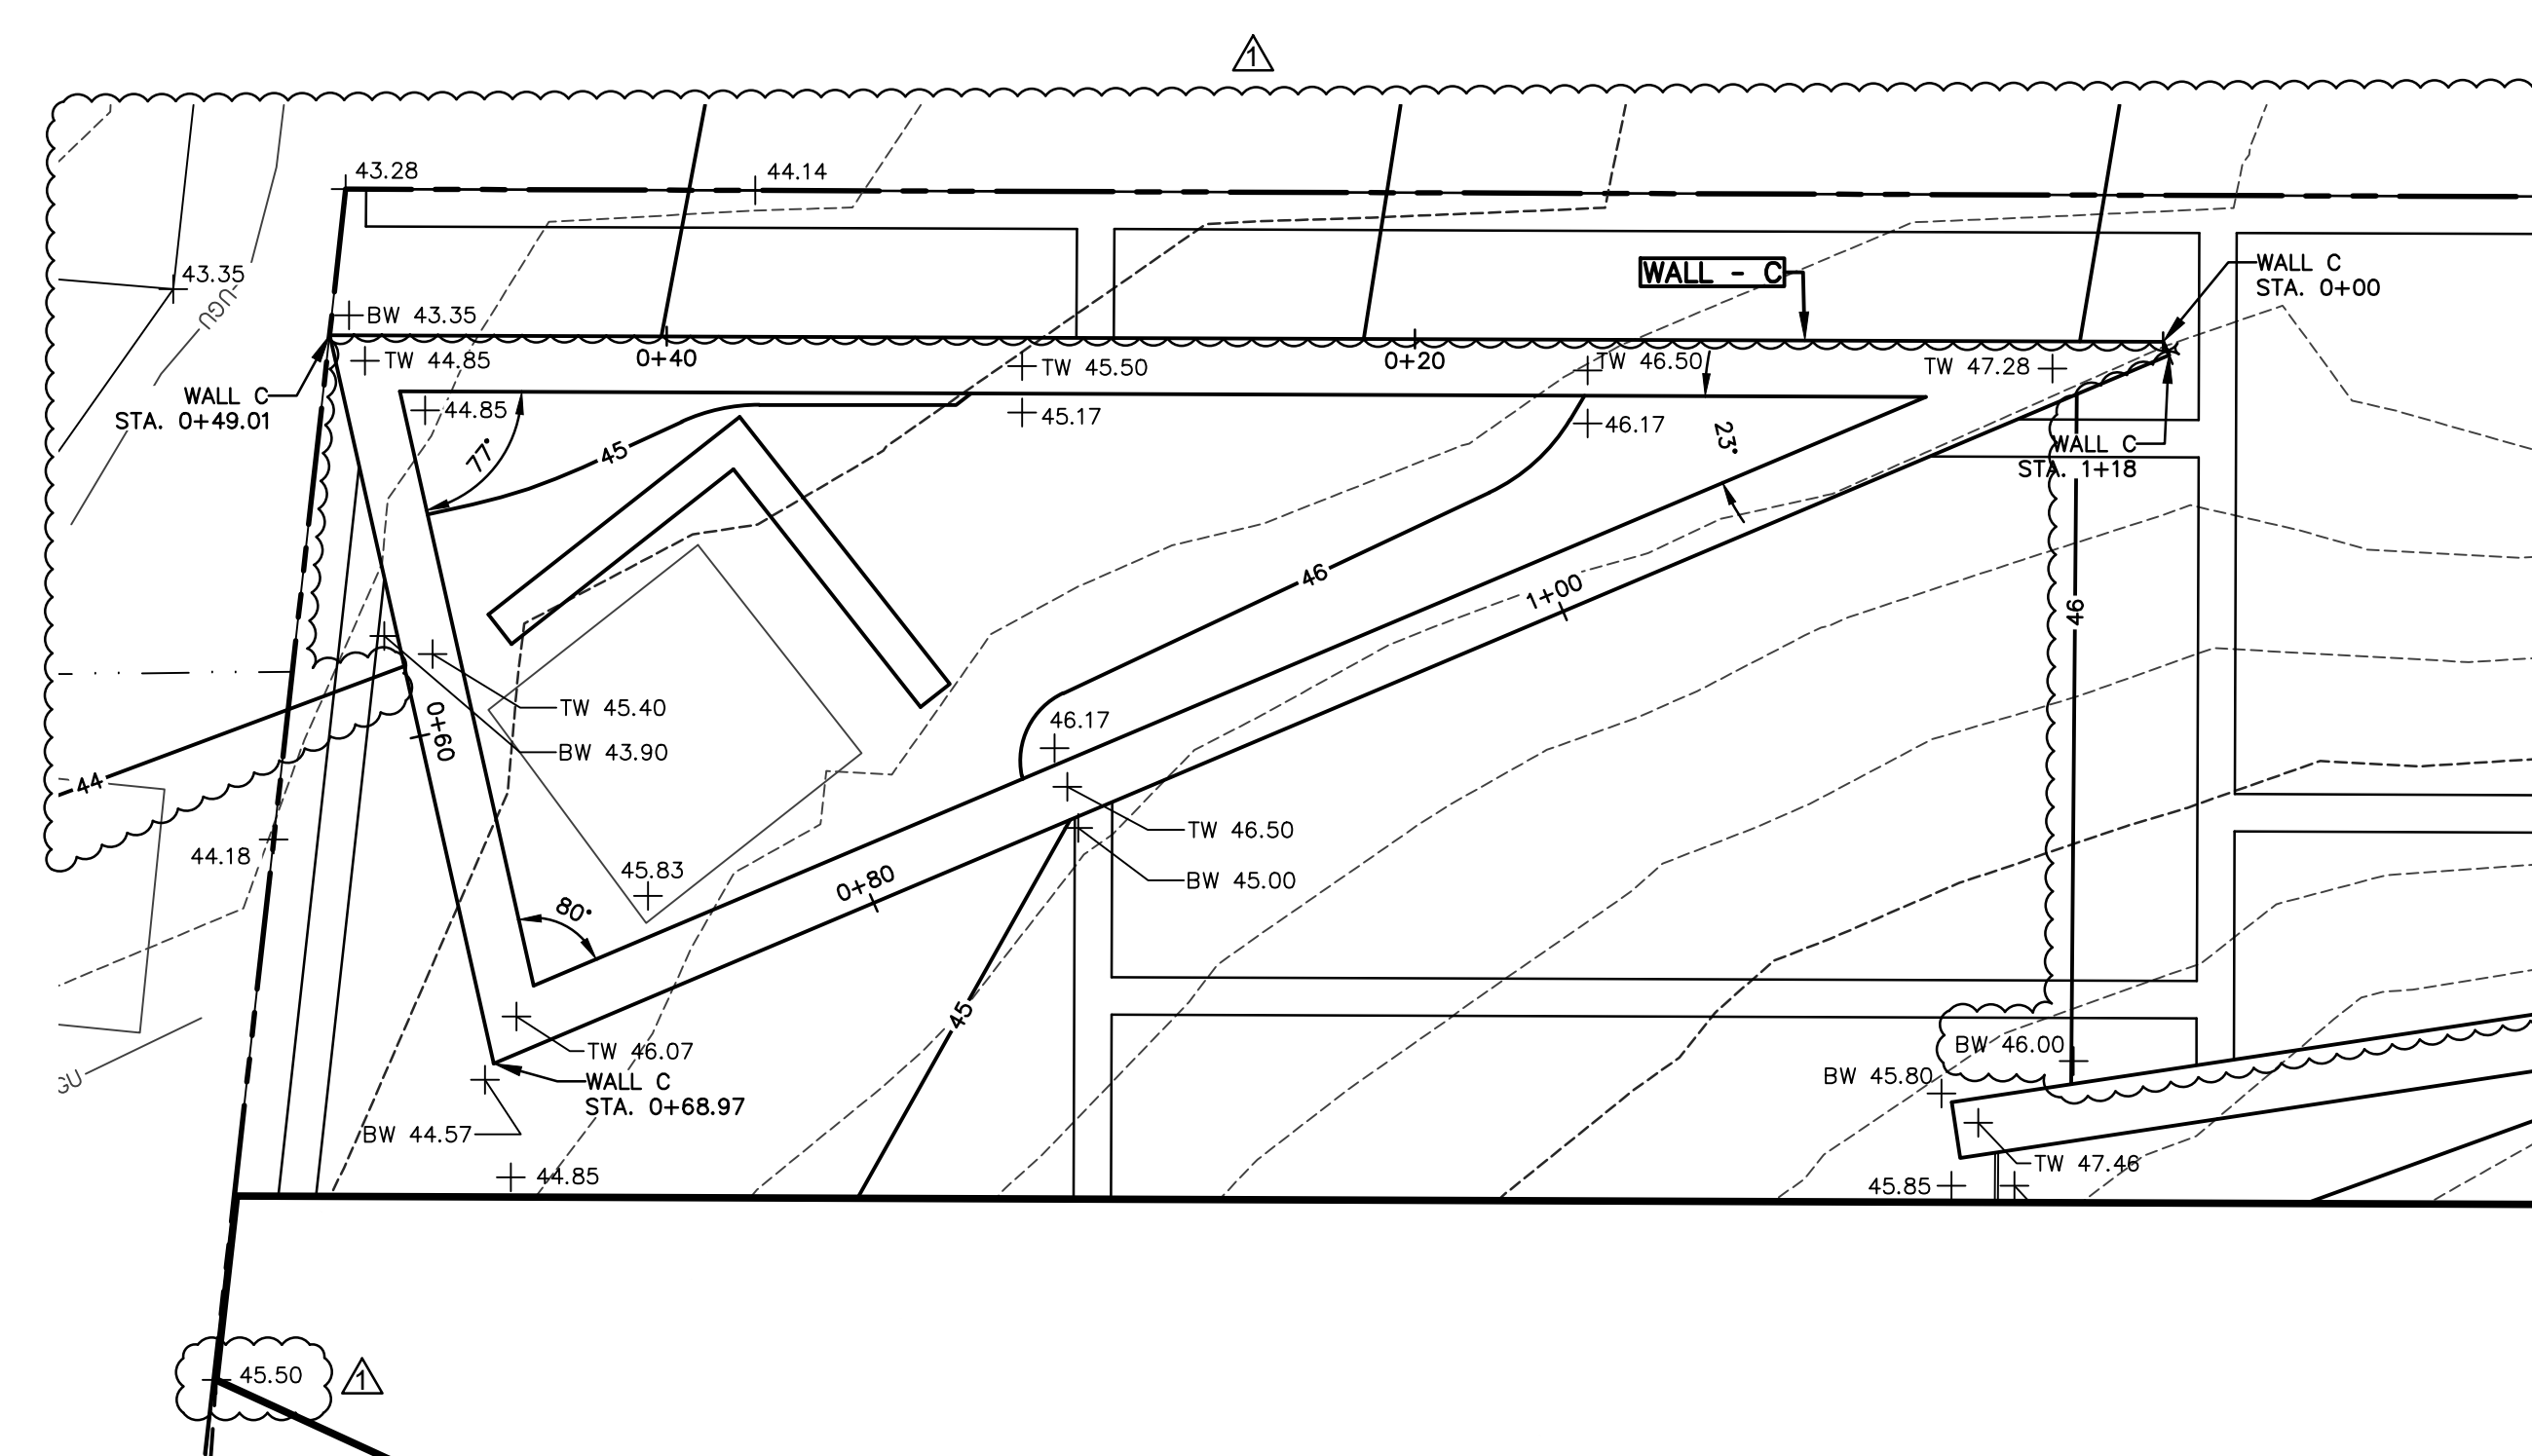 1
43.28
44.14
43.35
UGU
BW 43.35
WALL - C
WALL C
STA. 0+00
TW 44.85
0+40
TW 45.50
0+20
TW 46.50
TW 47.28
WALL C
STA. 0+49.01
44.85
45.17
46.17
77°
45
23°
WALL C
STA. 1+18
46
1+00
46
TW 45.40
46.17
0+60
BW 43.90
44
TW 46.50
44.18
45.83
0+80
BW 45.00
80°
45
TW 46.07
BW 46.00
GU
WALL C
STA. 0+68.97
BW 45.80
BW 44.57
TW 47.46
44.85
45.85
45.50
1